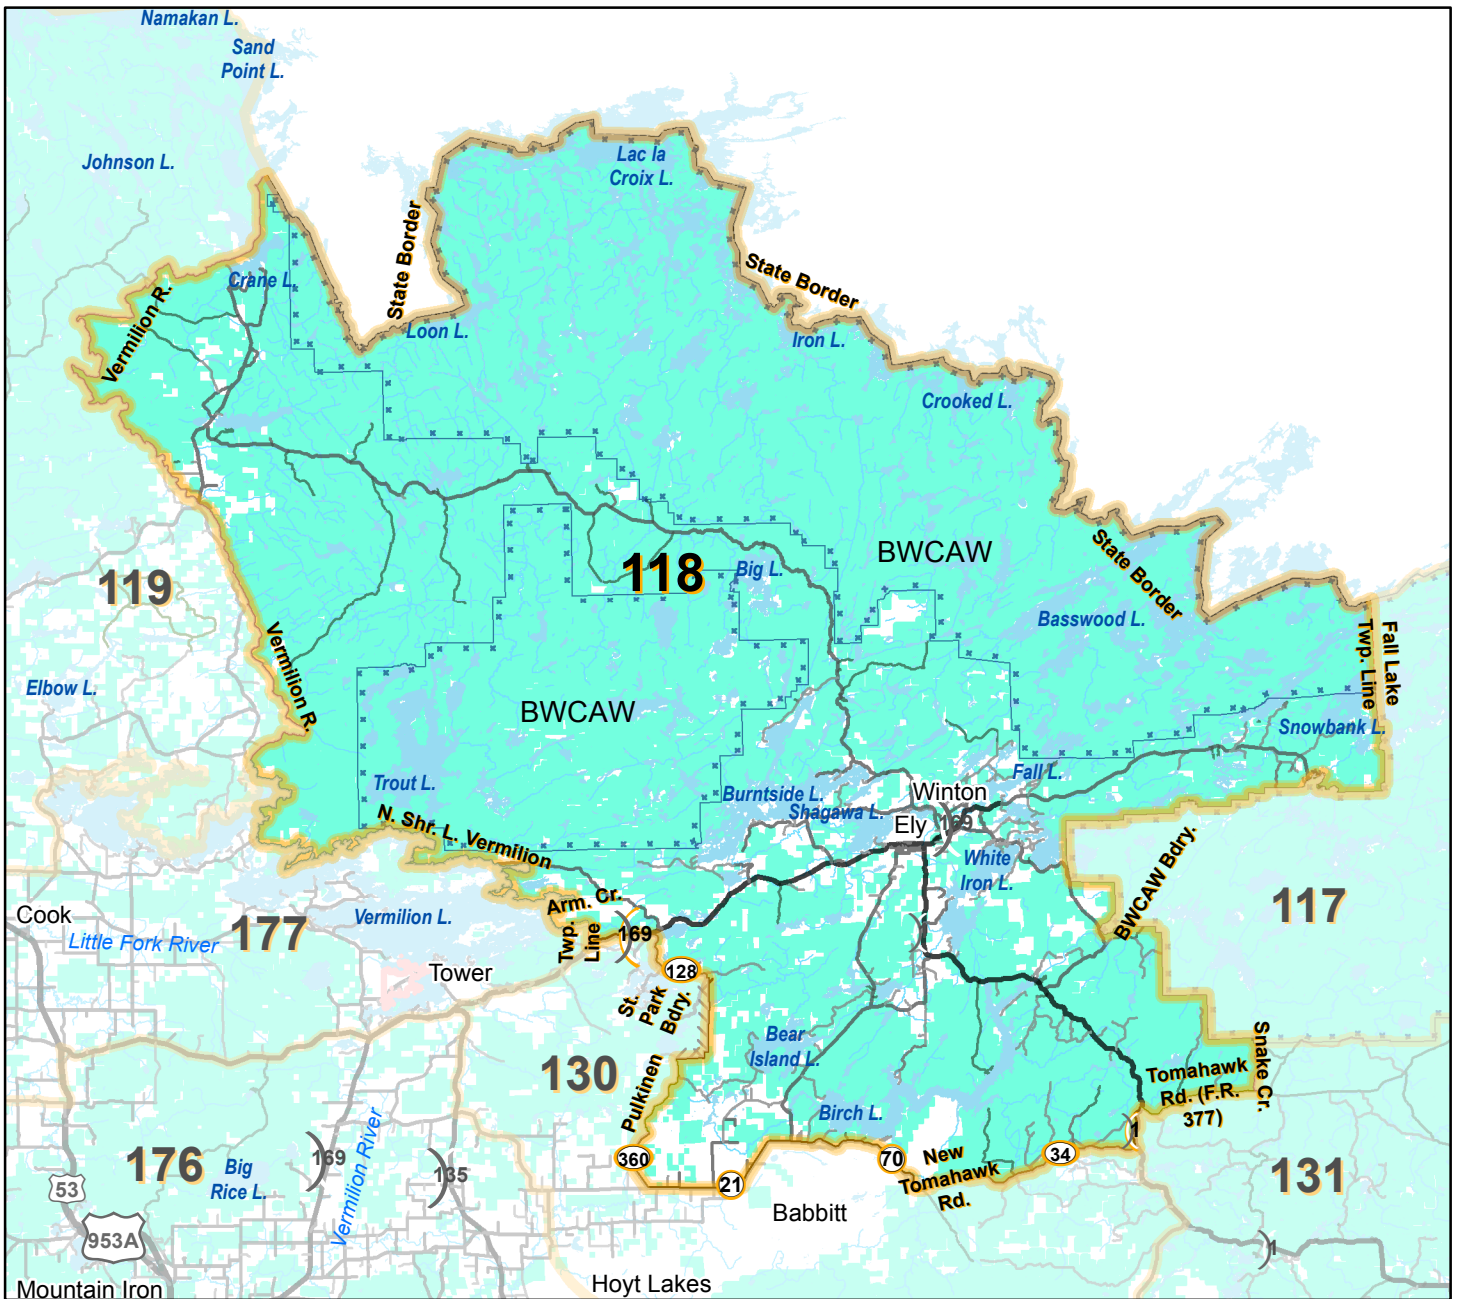 Namakan L.
Sand
Point L.
Johnson L.
Lac la
Croix L.
State Border
State Border
Crane L.
Vermilion R.
Loon L.
Iron L.
Crooked L.
BWCAW
118
Big L.
State Border
119
Basswood L.
Fall Lake
Twp. Line
Vermilion R.
Elbow L.
BWCAW
Snowbank L.
Trout L.
Fall L.
Burntside L.
Winton
Shagawa L.
169
Ely
N. Shr. L. Vermilion
White
Iron L.
BWCAW Bdry.
117
Arm. Cr.
Cook
177
Vermilion L.
Little Fork River
Twp.
Line
169
Tower
128
St.
Park
Bdry.
Bear
Island L.
130
Snake Cr.
Tomahawk
Rd. (F.R.
377)
Pulkinen
Birch L.
1
176
Big
Rice L.
169
Vermilion River
135
360
21
70
New
Tomahawk
Rd.
34
131
53
Babbitt
953A
1
Mountain Iron
Hoyt Lakes